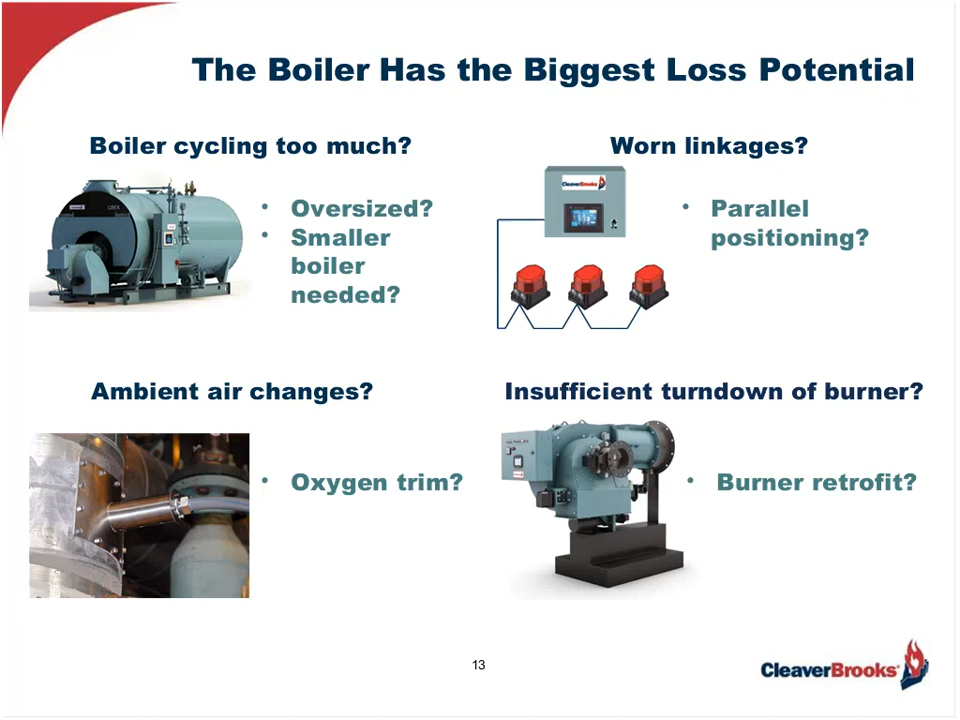 The Boiler Has the Biggest Loss Potential
Boiler cycling too much?
• Oversized?
• Smaller
boiler
needed?
Worn linkages?
CleaverBrooks
• Parallel
positioning?
Ambient air changes?
• Oxygen trim?
Insufficient turndown of burner?
• Burner retrofit?
13
CleaverBrooks